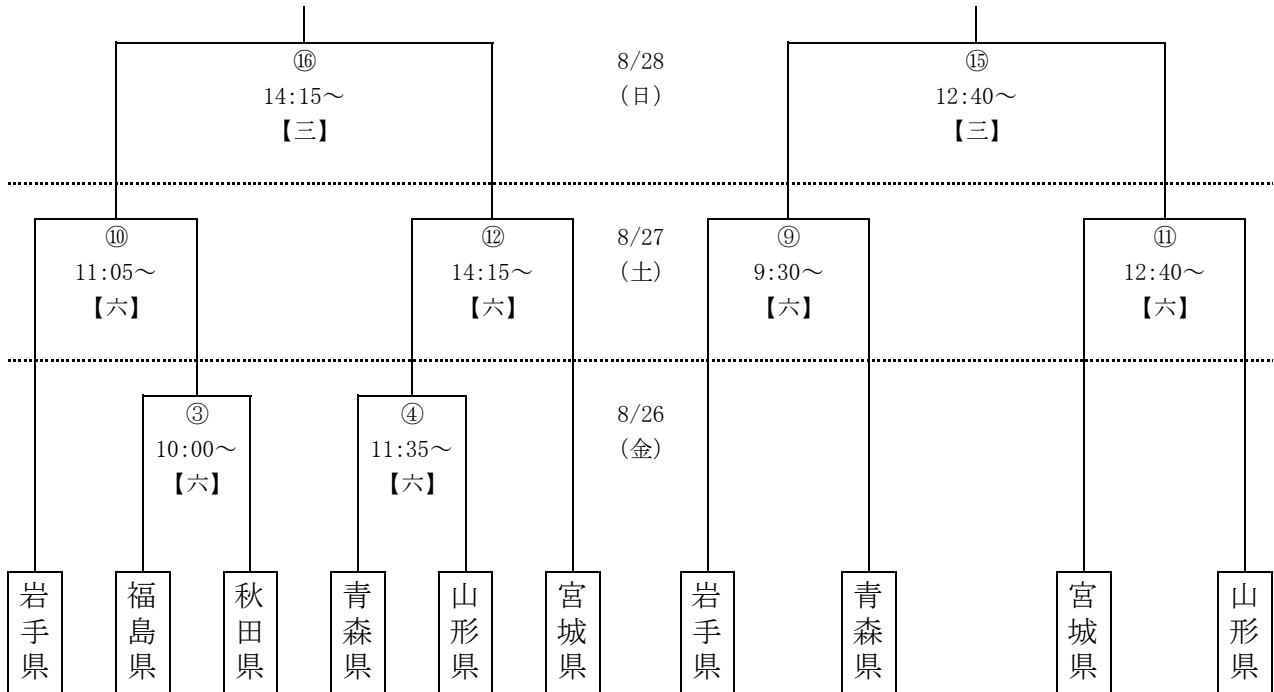 ⑯
14:15～
【三】
8/28
（日）
⑮
12:40～
【三】
⑩
11:05～
【六】
⑫
14:15～
【六】
8/27
（土）
⑨
9:30～
【六】
⑪
12:40～
【六】
③
10:00～
【六】
④
11:35～
【六】
8/26
（金）
岩手県
福島県
秋田県
青森県
山形県
宮城県
岩手県
青森県
宮城県
山形県